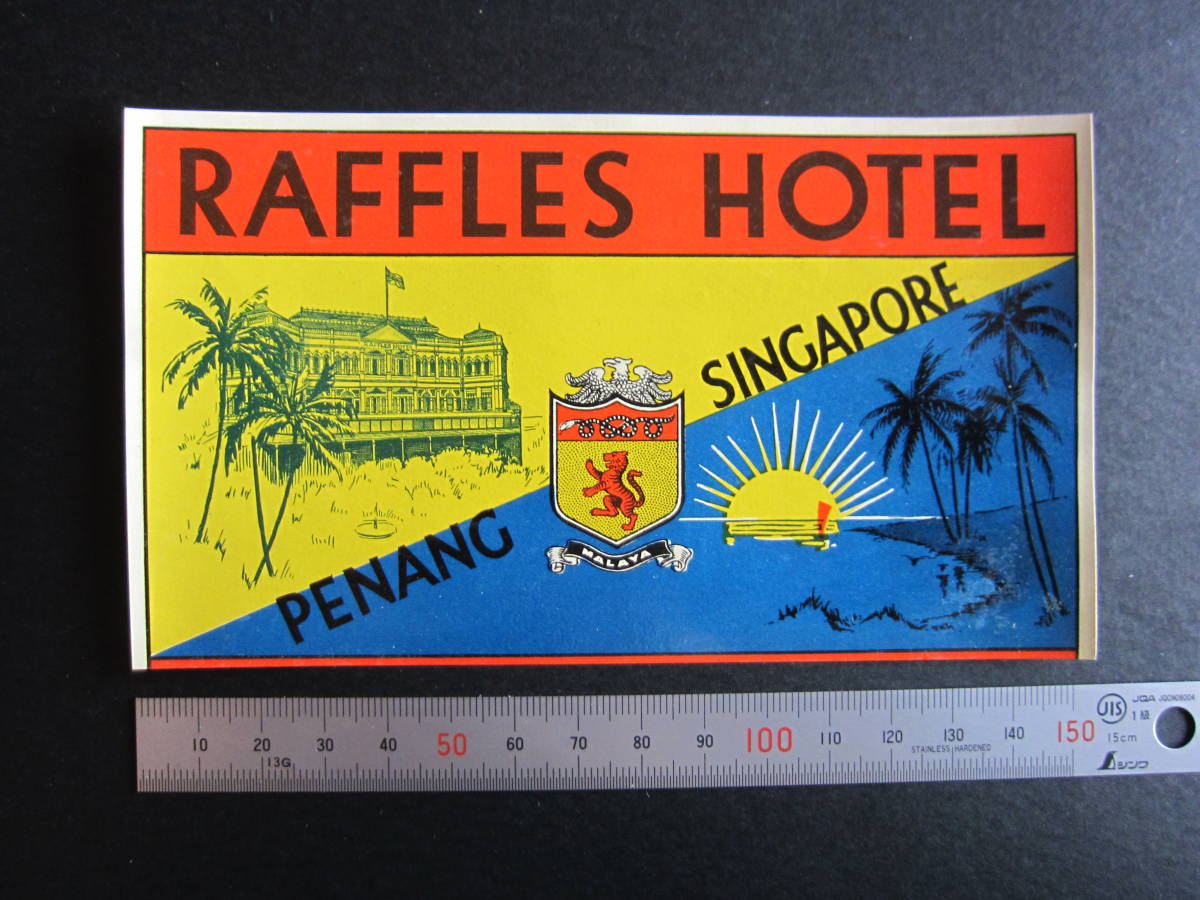 RAFFLES HOTEL
SINGAPORE
PENANG
MALAYA
10 20 30 40 50 60 70 80 90 100 110 120 130 140 150
13G
STAINLESS HARDENED
JIS
JQA
1級
15cm
シンワ